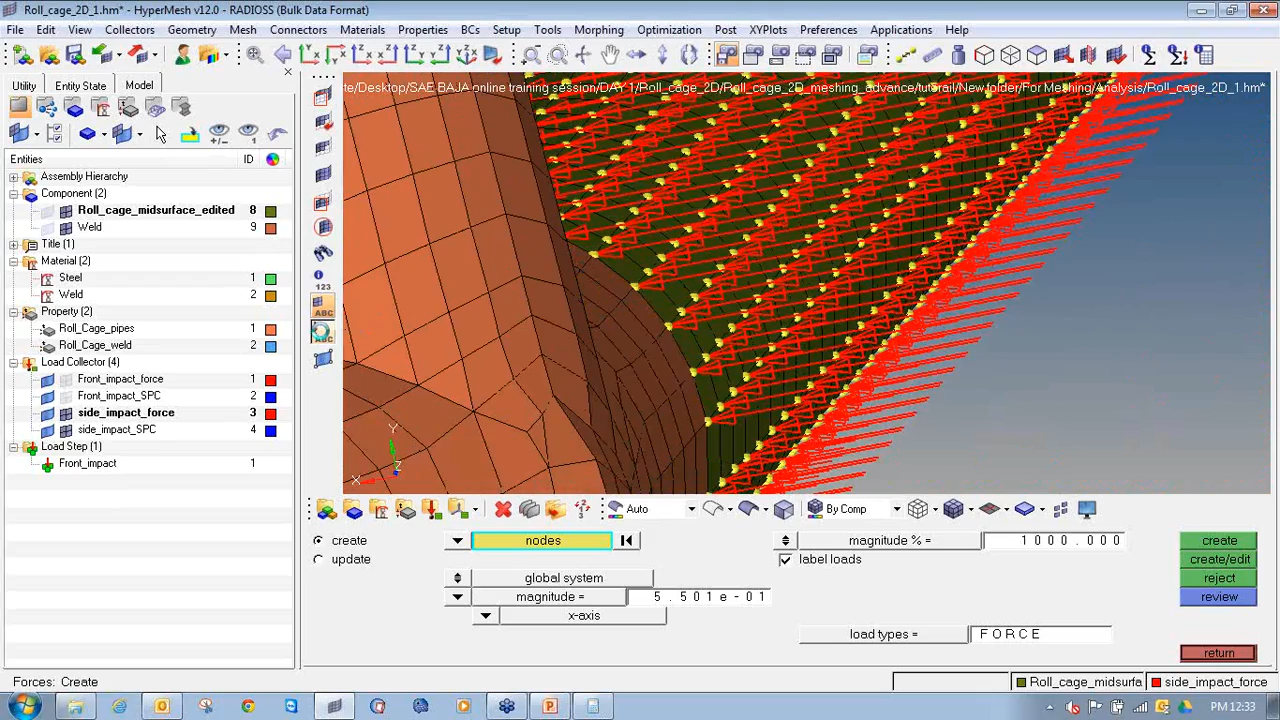 Roll_cage_2D_1.hm* - HyperMesh v12.0 - RADIOSS (Bulk Data Format)
File Edit View Collectors Geometry Mesh Connectors Materials Properties BCs Setup Tools Morphing Optimization Post XYPlots Preferences Applications Help
Utility Entity State Model
te/Desktop/SAE BAJA online training session/DAY 1/Roll_cage_2D/Roll_cage_2D_meshing_advance/tuterail/New folder/For Meshing/Analysis/Roll_cage_2D_1.hm*
Entities ID
Assembly Hierarchy
Component (2)
Roll_cage_midsurface_edited 8
Weld 9
Title (1)
Material (2)
Steel 1
Weld 2
Property (2)
Roll_Cage_pipes 1
Roll_Cage_weld 2
Load Collector (4)
Front_impact_force 1
Front_impact_SPC 2
side_impact_force 3
side_impact_SPC 4
Load Step (1)
Front_impact 1
123
ABC
ABC
Y
X Z
Auto By Comp
create nodes magnitude % = 1000.000 create
update label loads create/edit
global system reject
magnitude = 5.501e-01 review
x-axis
load types = FORCE
return
Forces: Create Roll_cage_midsurfa side_impact_force
PM 12:33